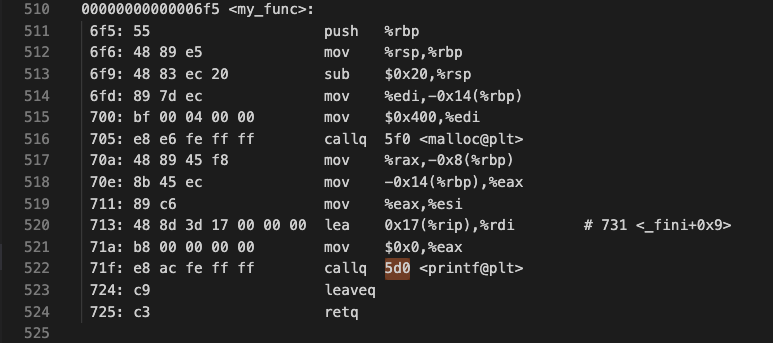 510 00000000000006f5 <my_func>:
511 6f5: 55 push %rbp
512 6f6: 48 89 e5 mov %rsp,%rbp
513 6f9: 48 83 ec 20 sub $0x20,%rsp
514 6fd: 89 7d ec mov %edi,-0x14(%rbp)
515 700: bf 00 04 00 00 mov $0x400,%edi
516 705: e8 e6 fe ff ff callq 5f0 <malloc@plt>
517 70a: 48 89 45 f8 mov %rax,-0x8(%rbp)
518 70e: 8b 45 ec mov -0x14(%rbp),%eax
519 711: 89 c6 mov %eax,%esi
520 713: 48 8d 3d 17 00 00 00 lea 0x17(%rip),%rdi # 731 <_fini+0x9>
521 71a: b8 00 00 00 00 mov $0x0,%eax
522 71f: e8 ac fe ff ff callq 5d0 <printf@plt>
523 724: c9 leaveq
524 725: c3 retq
525